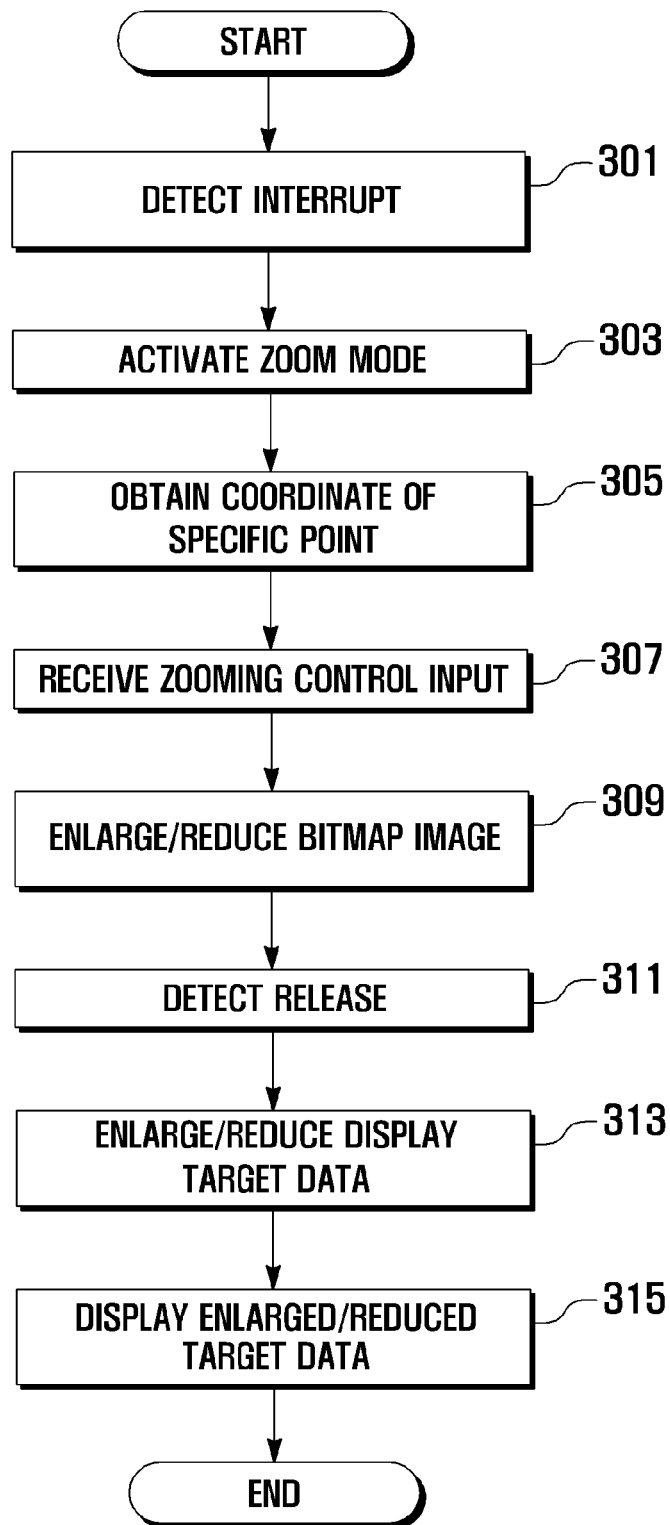 START
301
DETECT INTERRUPT
303
ACTIVATE ZOOM MODE
305
OBTAIN COORDINATE OF
SPECIFIC POINT
307
RECEIVE ZOOMING CONTROL INPUT
309
ENLARGE/REDUCE BITMAP IMAGE
311
DETECT RELEASE
313
ENLARGE/REDUCE DISPLAY
TARGET DATA
315
DISPLAY ENLARGED/REDUCED
TARGET DATA
END